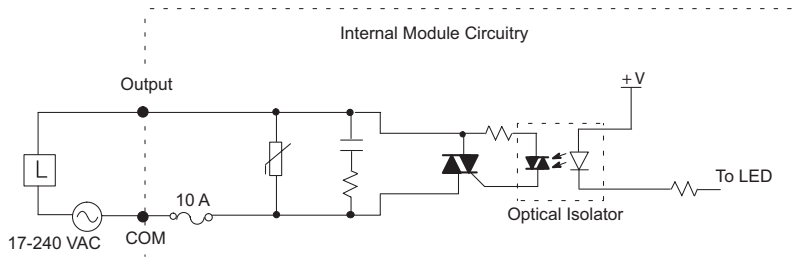 Internal Module Circuitry
Output
+V
L
10 A
To LED
Optical Isolator
COM
17-240 VAC